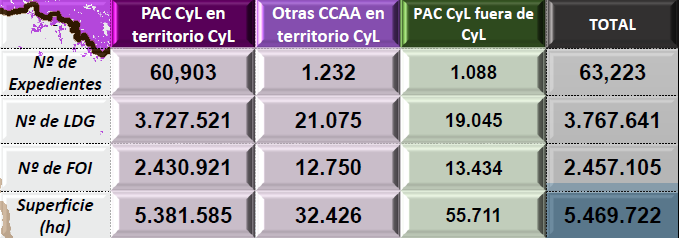 PAC CyL en Otras CCAA en PAC CyL fuera de TOTAL
territorio CyL territorio CyL CyL
Nº de
Expedientes 60,903 1.232 1.088 63,223
Nº de LDG 3.727.521 21.075 19.045 3.767.641
Nº de FOI 2.430.921 12.750 13.434 2.457.105
Superficie
(ha) 5.381.585 32.426 55.711 5.469.722